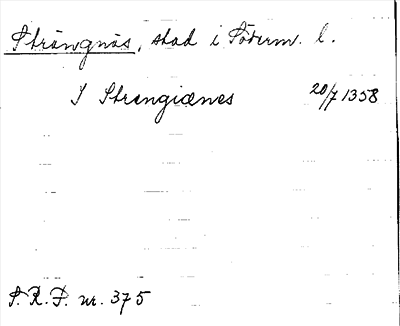 Strängnäs, stad i Söderm. l.
I Strengianes 20/7 1358
S. R. P. nr. 375